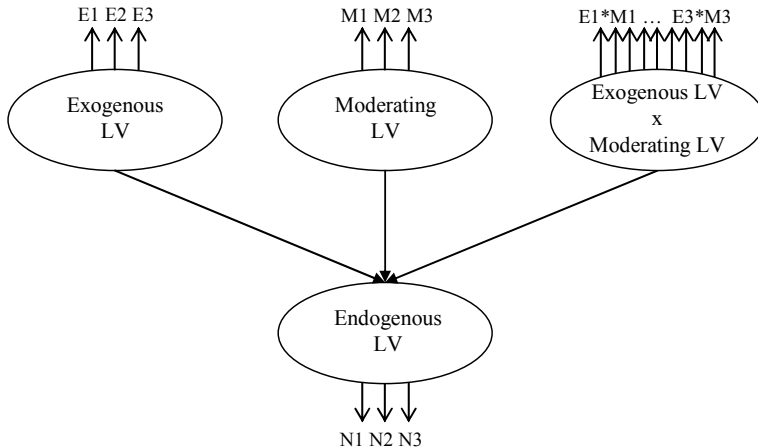 E1 E2 E3
M1 M2 M3
E1*M1 ... E3*M3
Exogenous
LV
Moderating
LV
Exogenous LV
x
Moderating LV
Endogenous
LV
N1 N2 N3